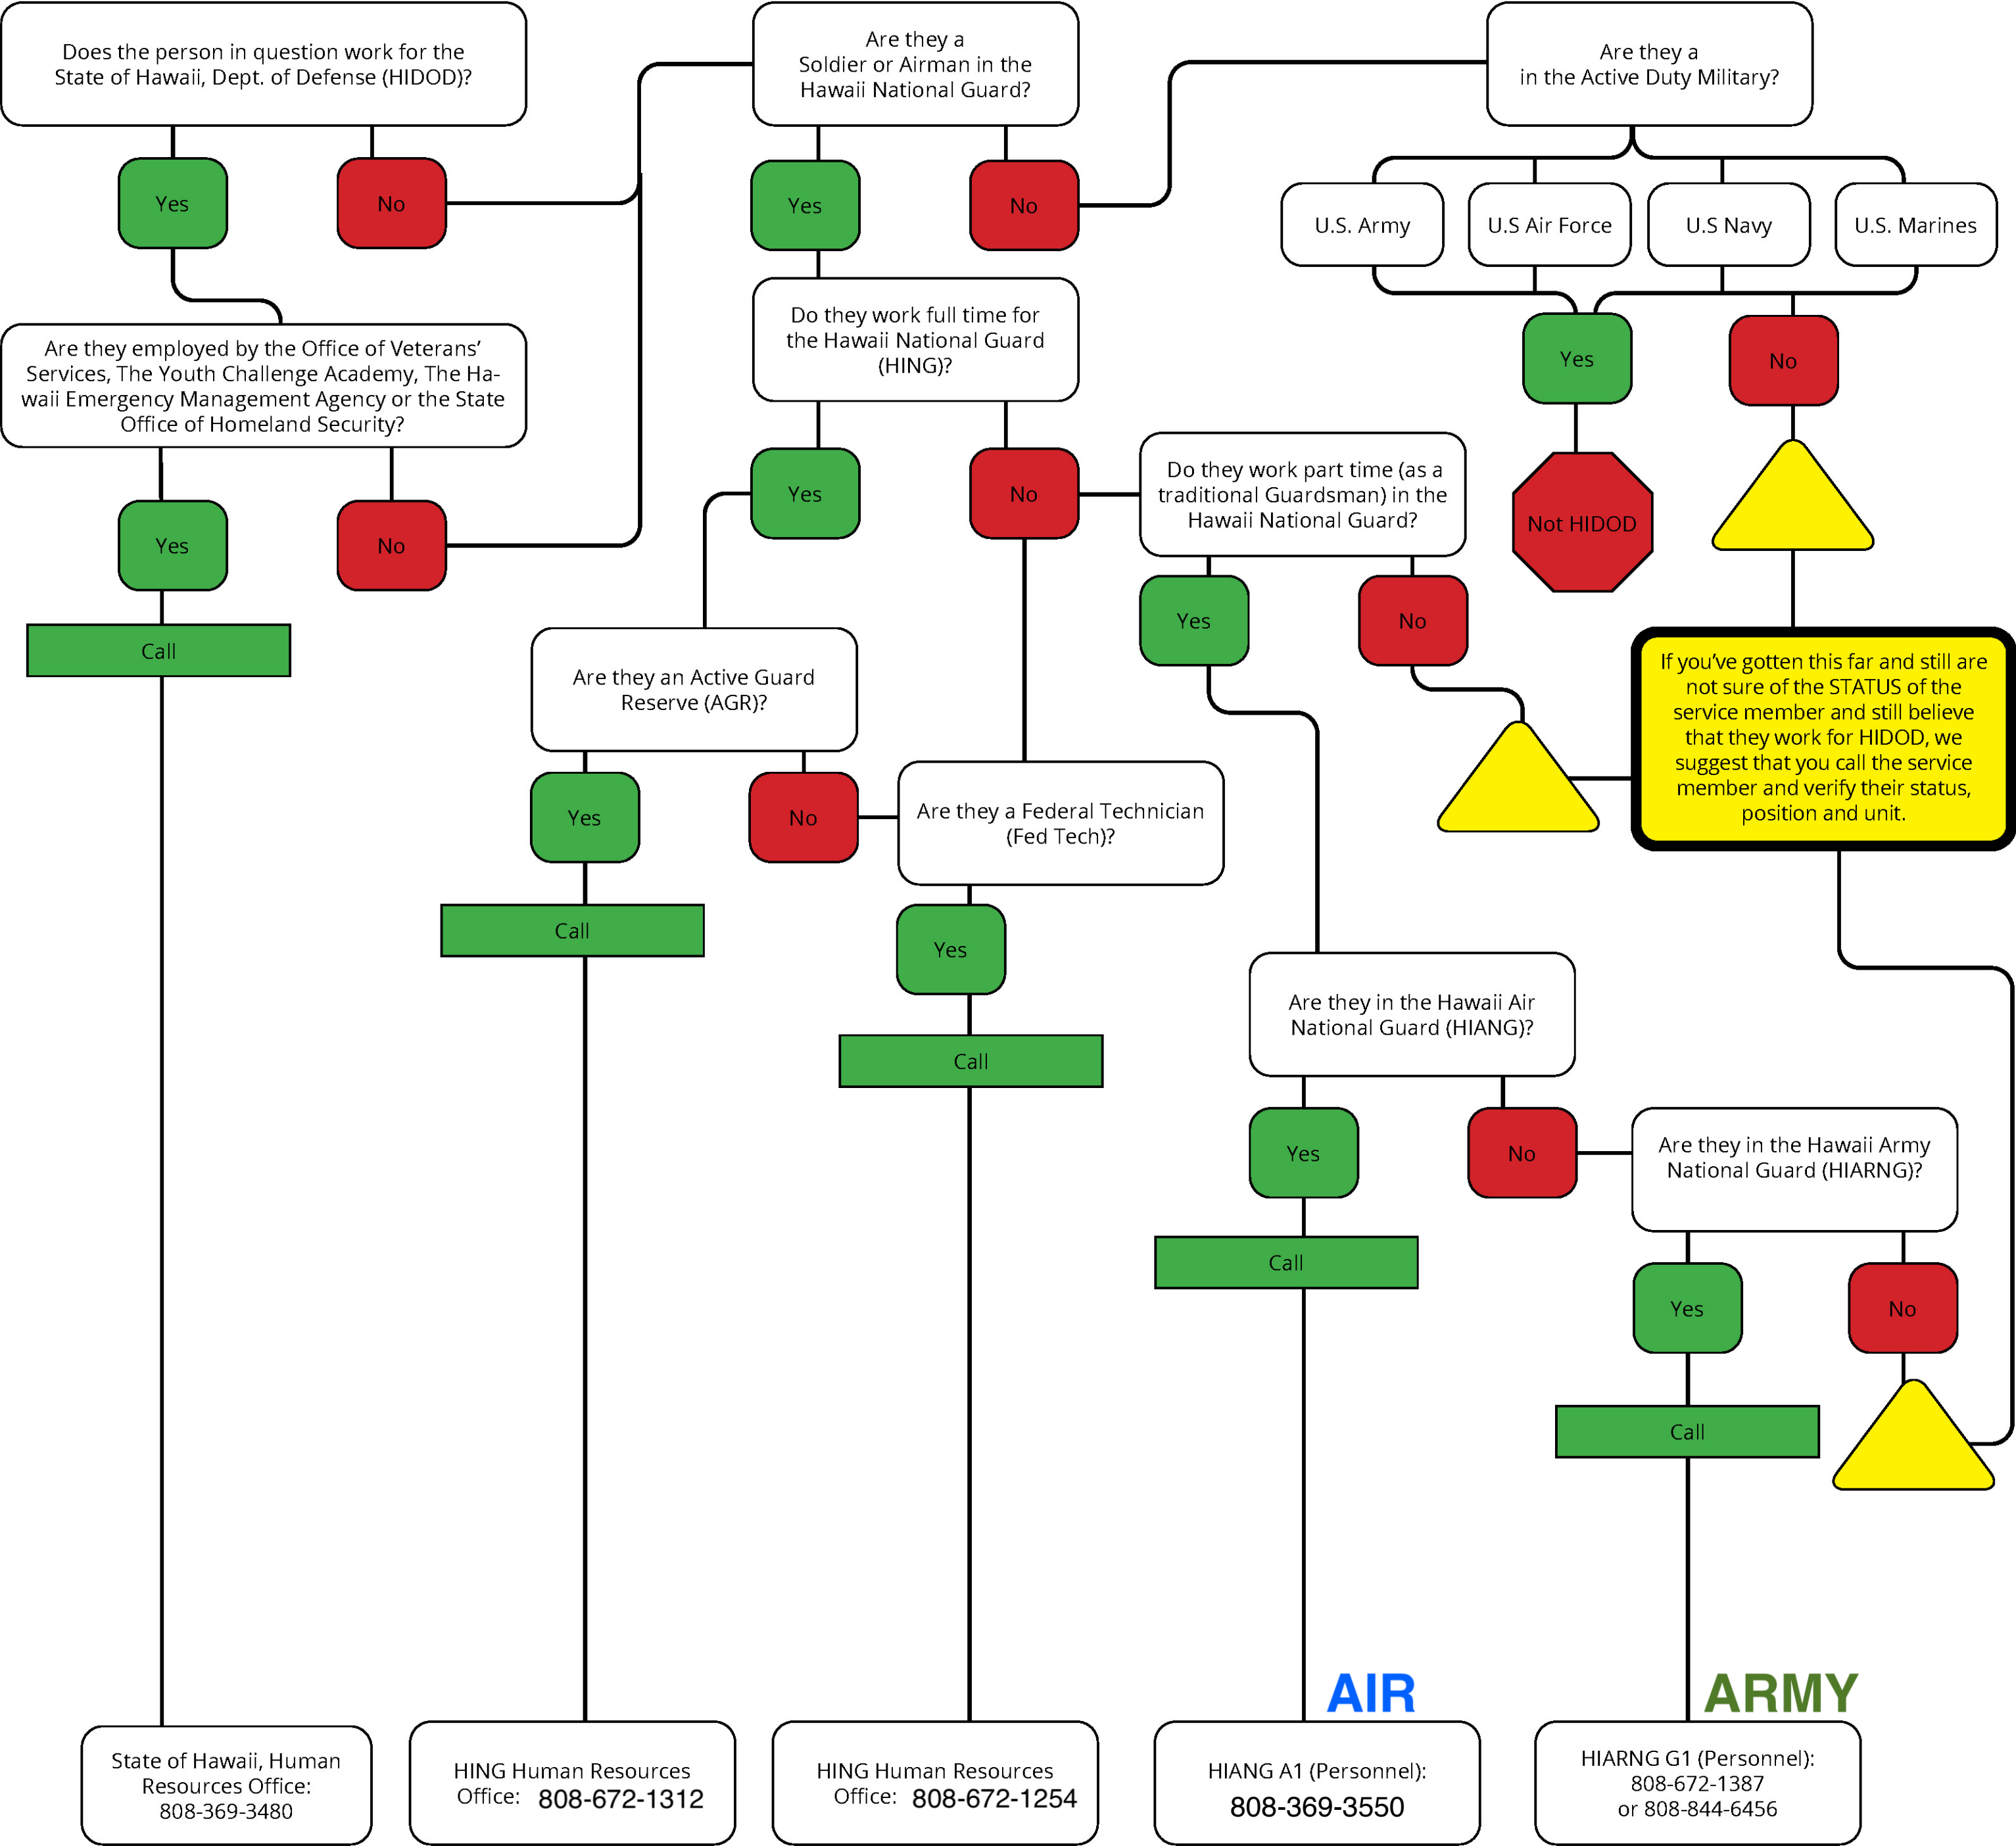 Does the person in question work for the
State of Hawaii, Dept. of Defense (HIDOD)?
Yes
No
Are they employed by the Office of Veterans’
Services, The Youth Challenge Academy, The Ha-
waii Emergency Management Agency or the State
Office of Homeland Security?
Yes
No
Call
Are they a
Soldier or Airman in the
Hawaii National Guard?
Yes
No
Do they work full time for
the Hawaii National Guard
(HING)?
Yes
No
Do they work part time (as a
traditional Guardsman) in the
Hawaii National Guard?
Yes
No
Are they a
in the Active Duty Military?
U.S. Army
U.S Air Force
U.S Navy
U.S. Marines
Yes
No
Not HIDOD
If you’ve gotten this far and still are
not sure of the STATUS of the
service member and still believe
that they work for HIDOD, we
suggest that you call the service
member and verify their status,
position and unit.
Are they an Active Guard
Reserve (AGR)?
Yes
No
Call
Are they a Federal Technician
(Fed Tech)?
Yes
Call
Are they in the Hawaii Air
National Guard (HIANG)?
Yes
No
Call
Are they in the Hawaii Army
National Guard (HIARNG)?
Yes
No
Call
State of Hawaii, Human
Resources Office:
808-369-3480
HING Human Resources
Office: 808-672-1312
HING Human Resources
Office: 808-672-1254
AIR
HIANG A1 (Personnel):
808-369-3550
ARMY
HIARNG G1 (Personnel):
808-672-1387
or 808-844-6456